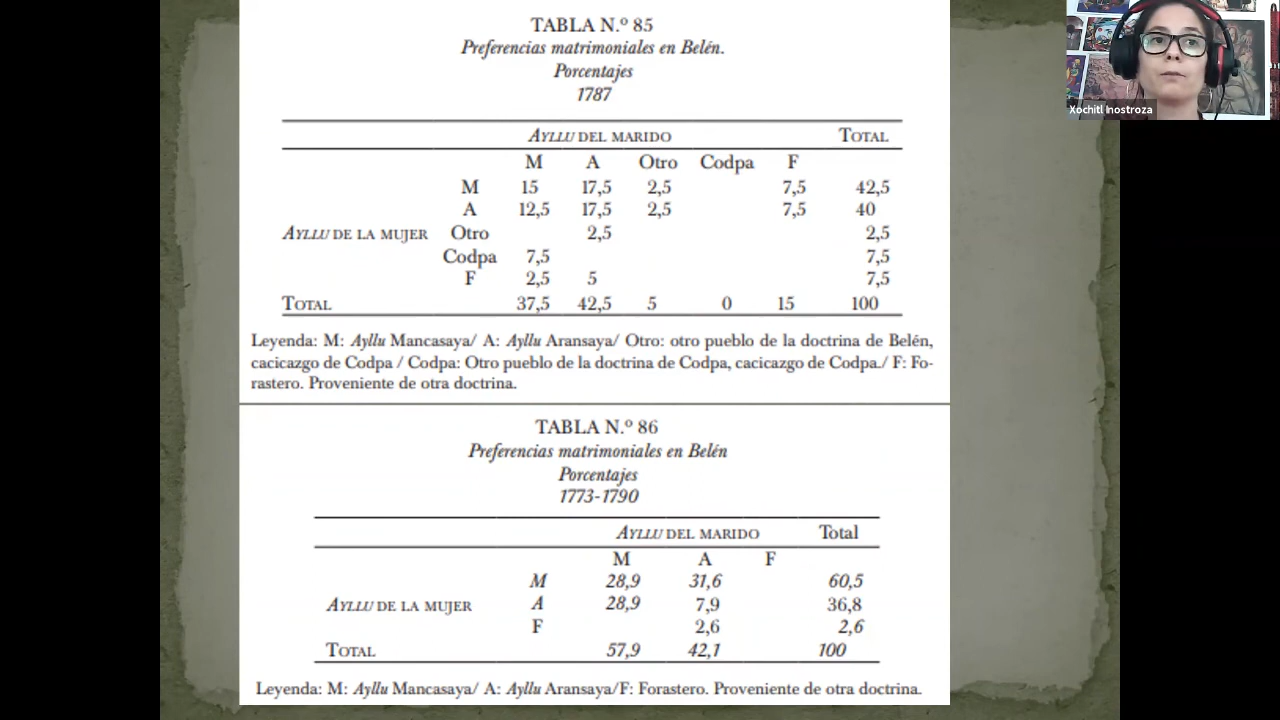 TABLA N.º 85
Preferencias matrimoniales en Belén.
Porcentajes
1787
AYLLU DEL MARIDO TOTAL
M A Otro Codpa F
M 15 17,5 2,5 7,5 42,5
A 12,5 17,5 2,5 7,5 40
AYLLU DE LA MUJER Otro 2,5 2,5
Codpa 7,5 7,5
F 2,5 5 7,5
TOTAL 37,5 42,5 5 0 15 100
Leyenda: M: Ayllu Mancasaya/ A: Ayllu Aransaya/ Otro: otro pueblo de la doctrina de Belén,
cacicazgo de Codpa / Codpa: Otro pueblo de la doctrina de Codpa, cacicazgo de Codpa./ F: Fo-
rastero. Proveniente de otra doctrina.
TABLA N.º 86
Preferencias matrimoniales en Belén
Porcentajes
1773-1790
AYLLU DEL MARIDO Total
M A F
M 28,9 31,6 60,5
AYLLU DE LA MUJER A 28,9 7,9 36,8
F 2,6 2,6
TOTAL 57,9 42,1 100
Leyenda: M: Ayllu Mancasaya/ A: Ayllu Aransaya/F: Forastero. Proveniente de otra doctrina.
Xochitl Inostroza